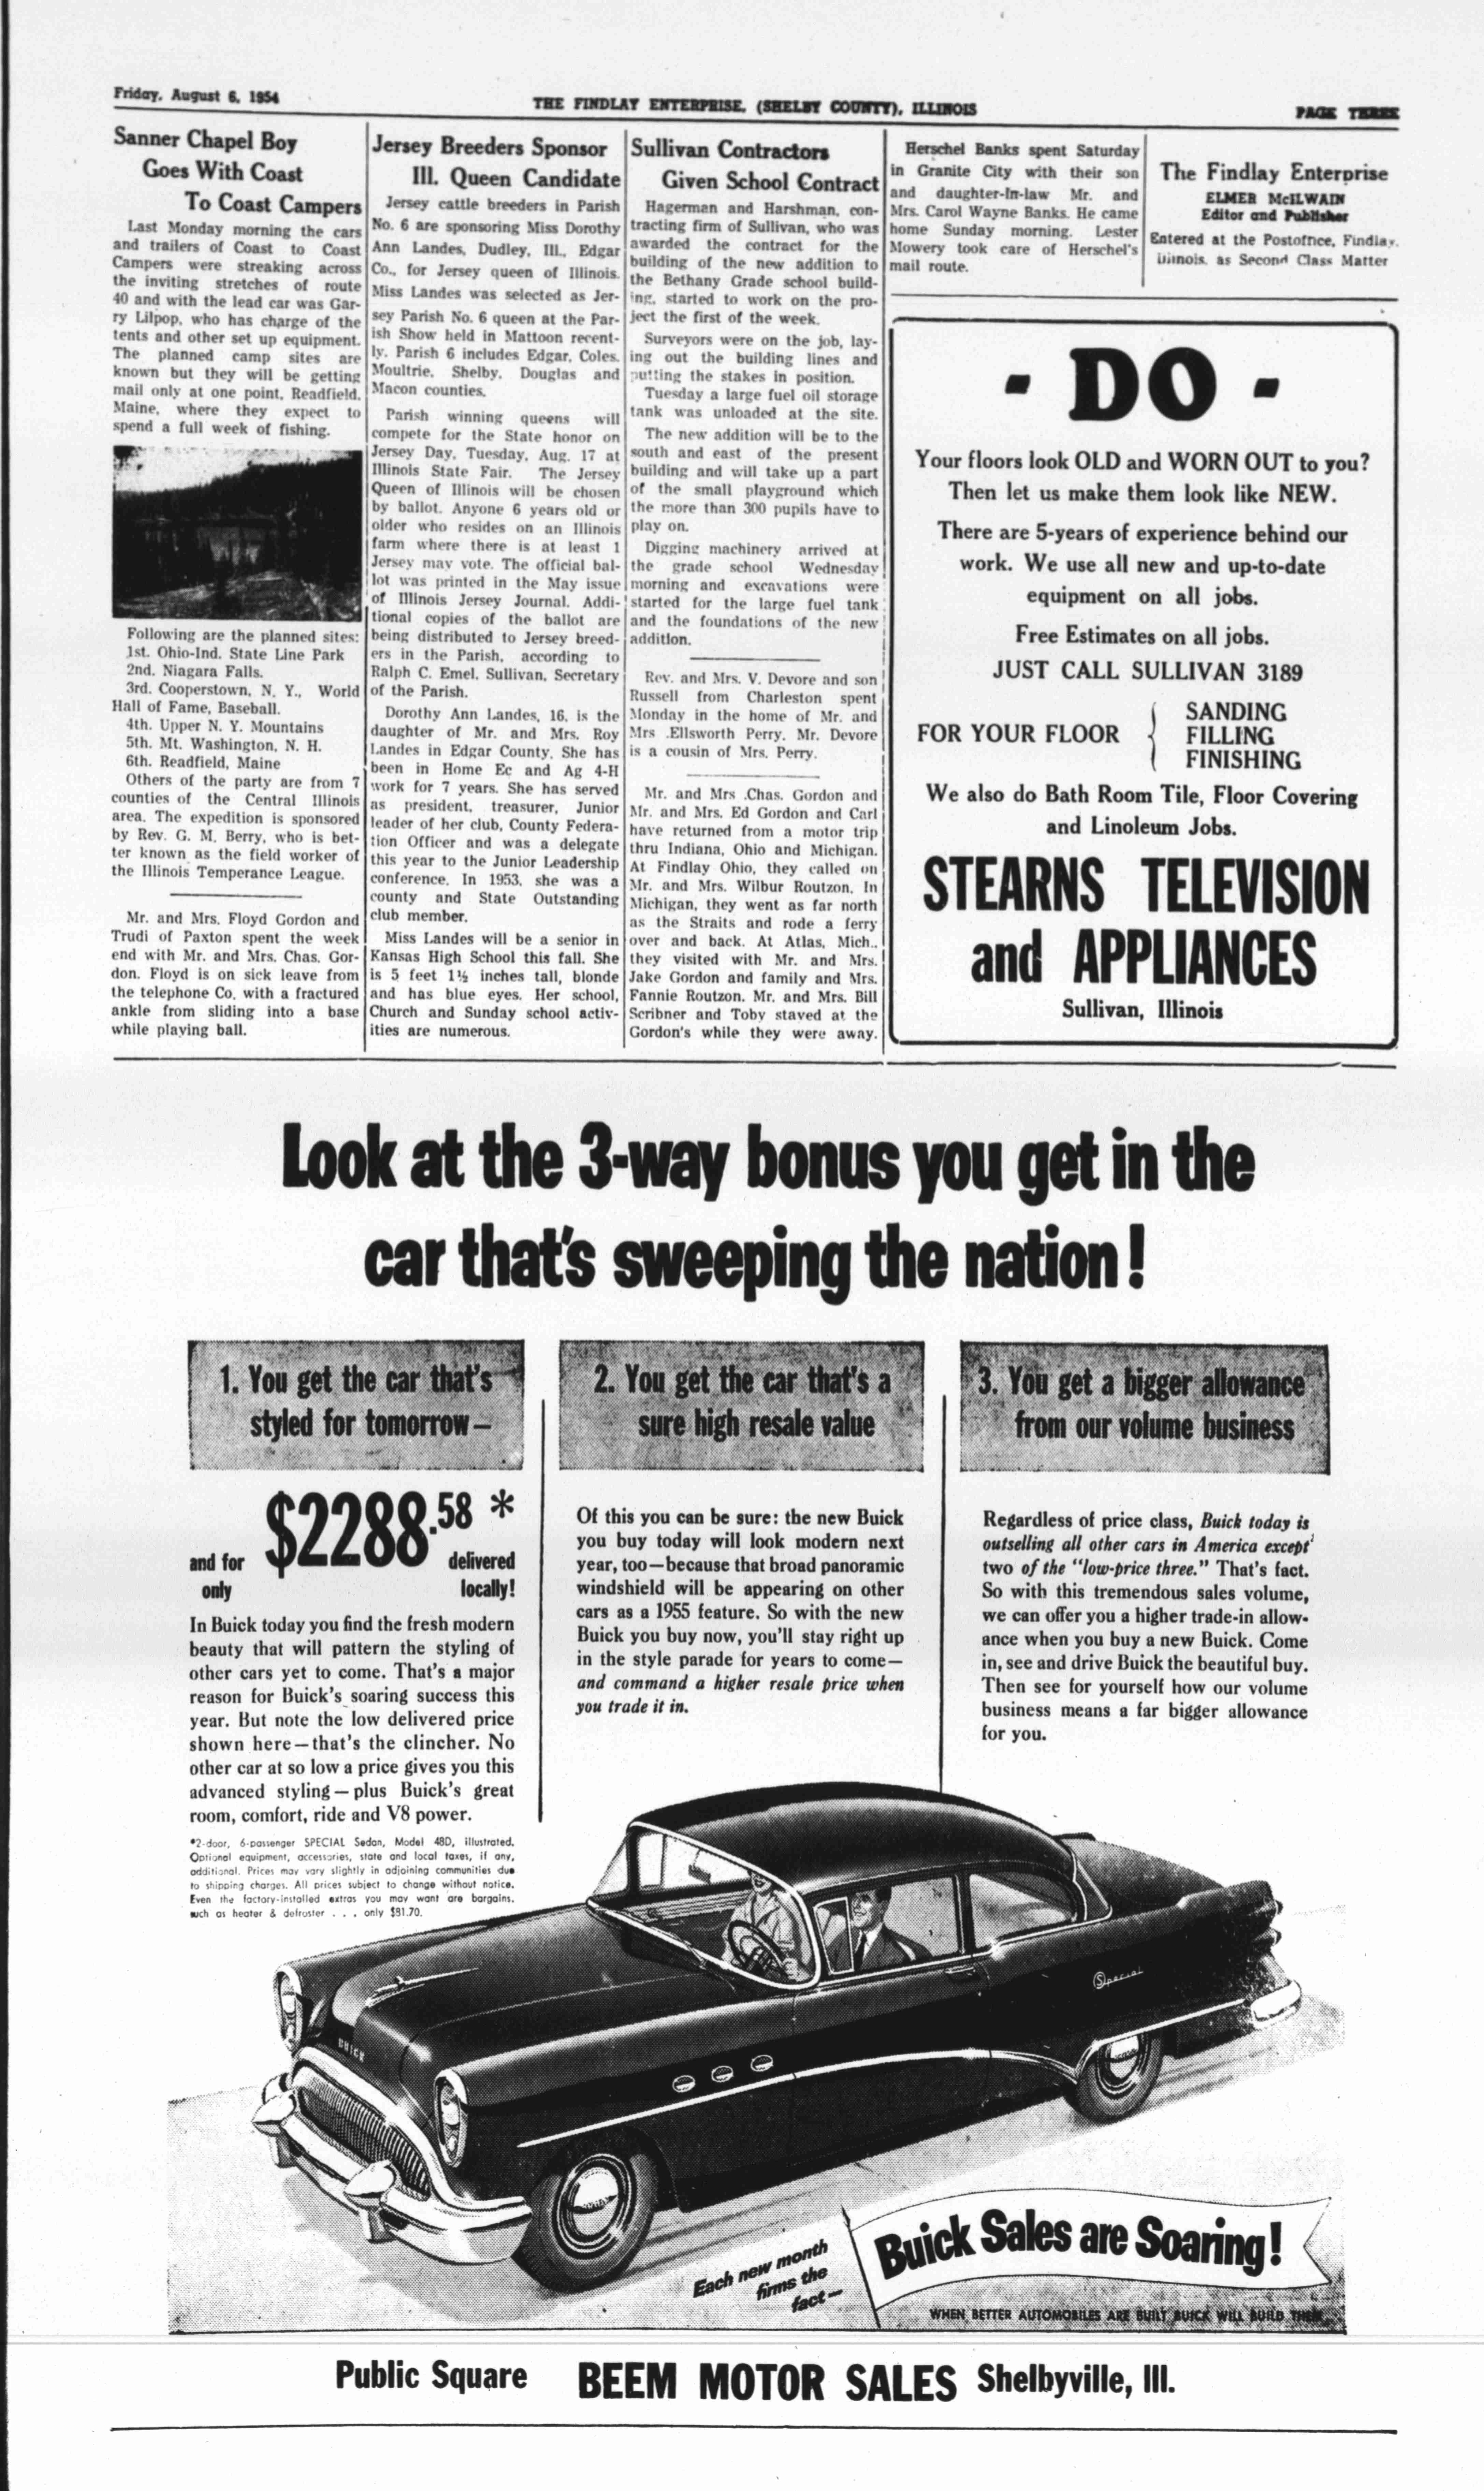 Friday, August 6, 1954
THE FINDLAY ENTERPRISE, (SHELBY COUNTY), ILLINOIS
PAGE THREE
Sanner Chapel Boy
Goes With Coast
To Coast Campers
Last Monday morning the cars
and trailers of Coast to Coast
Campers were streaking across
the inviting stretches of route
40 and with the lead car was Gar-
ry Lilpop, who has charge of the
tents and other set up equipment.
The planned camp sites are
known but they will be getting
mail only at one point, Readfield,
Maine, where they expect to
spend a full week of fishing.
Following are the planned sites:
1st. Ohio-Ind. State Line Park
2nd. Niagara Falls.
3rd. Cooperstown, N. Y., World
Hall of Fame, Baseball.
4th. Upper N. Y. Mountains
5th. Mt. Washington, N. H.
6th. Readfield, Maine
Others of the party are from 7
counties of the Central Illinois
area. The expedition is sponsored
by Rev. G. M. Berry, who is bet-
ter known as the field worker of
the Illinois Temperance League.
Mr. and Mrs. Floyd Gordon and
Trudi of Paxton spent the week
end with Mr. and Mrs. Chas. Gor-
don. Floyd is on sick leave from
the telephone Co. with a fractured
ankle from sliding into a base
while playing ball.
Jersey Breeders Sponsor
Ill. Queen Candidate
Jersey cattle breeders in Parish
No. 6 are sponsoring Miss Dorothy
Ann Landes, Dudley, Ill., Edgar
Co., for Jersey queen of Illinois.
Miss Landes was selected as Jer-
sey Parish No. 6 queen at the Par-
ish Show held in Mattoon recent-
ly. Parish 6 includes Edgar, Coles,
Moultrie, Shelby, Douglas and
Macon counties.
Parish winning queens will
compete for the State honor on
Jersey Day, Tuesday, Aug. 17 at
Illinois State Fair. The Jersey
Queen of Illinois will be chosen
by ballot. Anyone 6 years old or
older who resides on an Illinois
farm where there is at least 1
Jersey may vote. The official bal-
lot was printed in the May issue
of Illinois Jersey Journal. Addi-
tional copies of the ballot are
being distributed to Jersey breed-
ers in the Parish, according to
Ralph C. Emel, Sullivan, Secretary
of the Parish.
Dorothy Ann Landes, 16, is the
daughter of Mr. and Mrs. Roy
Landes in Edgar County. She has
been in Home Ec and Ag 4-H
work for 7 years. She has served
as president, treasurer, Junior
leader of her club, County Federa-
tion Officer and was a delegate
this year to the Junior Leadership
conference. In 1953, she was a
county and State Outstanding
club member.
Miss Landes will be a senior in
Kansas High School this fall. She
is 5 feet 1½ inches tall, blonde
and has blue eyes. Her school,
Church and Sunday school activ-
ities are numerous.
Sullivan Contractors
Given School Contract
Hagerman and Harshman, con-
tracting firm of Sullivan, who was
awarded the contract for the
building of the new addition to
the Bethany Grade school build-
ing, started to work on the pro-
ject the first of the week.
Surveyors were on the job, lay-
ing out the building lines and
putting the stakes in position.
Tuesday a large fuel oil storage
tank was unloaded at the site.
The new addition will be to the
south and east of the present
building and will take up a part
of the small playground which
the more than 300 pupils have to
play on.
Digging machinery arrived at
the grade school Wednesday
morning and excavations were
started for the large fuel tank
and the foundations of the new
addition.
Rev. and Mrs. V. Devore and son
Russell from Charleston spent
Monday in the home of Mr. and
Mrs .Ellsworth Perry. Mr. Devore
is a cousin of Mrs. Perry.
Mr. and Mrs .Chas. Gordon and
Mr. and Mrs. Ed Gordon and Carl
have returned from a motor trip
thru Indiana, Ohio and Michigan.
At Findlay Ohio, they called on
Mr. and Mrs. Wilbur Routzon. In
Michigan, they went as far north
as the Straits and rode a ferry
over and back. At Atlas, Mich.,
they visited with Mr. and Mrs.
Jake Gordon and family and Mrs.
Fannie Routzon. Mr. and Mrs. Bill
Scribner and Toby stayed at the
Gordon's while they were away.
Herschel Banks spent Saturday
in Granite City with their son
and daughter-in-law Mr. and
Mrs. Carol Wayne Banks. He came
home Sunday morning. Lester
Mowery took care of Herschel's
mail route.
The Findlay Enterprise
ELMER McILWAIN
Editor and Publisher
Entered at the Postoffice, Findlay,
Illinois, as Second Class Matter
- DO -
Your floors look OLD and WORN OUT to you?
Then let us make them look like NEW.
There are 5-years of experience behind our
work. We use all new and up-to-date
equipment on all jobs.
Free Estimates on all jobs.
JUST CALL SULLIVAN 3189
FOR YOUR FLOOR { SANDING
FILLING
FINISHING
We also do Bath Room Tile, Floor Covering
and Linoleum Jobs.
STEARNS TELEVISION
and APPLIANCES
Sullivan, Illinois
Look at the 3-way bonus you get in the
car that's sweeping the nation!
1. You get the car that's
styled for tomorrow—
and for only $2288.58 * delivered locally!
In Buick today you find the fresh modern
beauty that will pattern the styling of
other cars yet to come. That's a major
reason for Buick's soaring success this
year. But note the low delivered price
shown here—that's the clincher. No
other car at so low a price gives you this
advanced styling—plus Buick's great
room, comfort, ride and V8 power.
*2-door, 6-passenger SPECIAL Sedan, Model 48D, illustrated.
Optional equipment, accessories, state and local taxes, if any,
additional. Prices may vary slightly in adjoining communities due
to shipping charges. All prices subject to change without notice.
Even the factory-installed extras you may want are bargains,
such as heater & defroster . . . only $81.70.
2. You get the car that's a
sure high resale value
Of this you can be sure: the new Buick
you buy today will look modern next
year, too—because that broad panoramic
windshield will be appearing on other
cars as a 1955 feature. So with the new
Buick you buy now, you'll stay right up
in the style parade for years to come—
and command a higher resale price when
you trade it in.
3. You get a bigger allowance
from our volume business
Regardless of price class, Buick today is
outselling all other cars in America except
two of the "low-price three." That's fact.
So with this tremendous sales volume,
we can offer you a higher trade-in allow-
ance when you buy a new Buick. Come
in, see and drive Buick the beautiful buy.
Then see for yourself how our volume
business means a far bigger allowance
for you.
Special
BUICK
Each new month
firms the
fact—
Buick Sales are Soaring!
WHEN BETTER AUTOMOBILES ARE BUILT BUICK WILL BUILD THEM
Public Square BEEM MOTOR SALES Shelbyville, Ill.